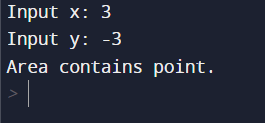 Input x: 3
Input y: -3
Area contains point.
>